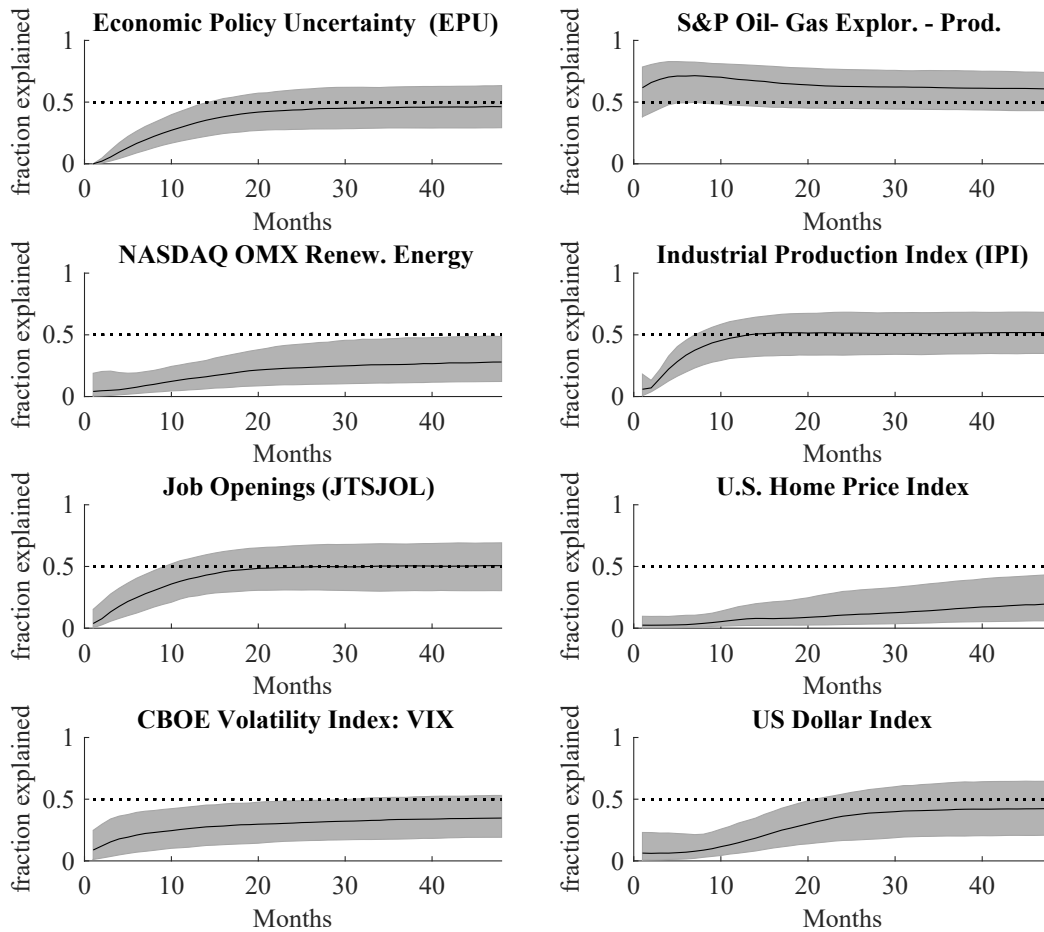 Economic Policy Uncertainty (EPU)
fraction explained
1
0.5
0
0 10 20 30 40
Months
S&P Oil- Gas Explor. - Prod.
fraction explained
1
0.5
0
0 10 20 30 40
Months
NASDAQ OMX Renew. Energy
fraction explained
1
0.5
0
0 10 20 30 40
Months
Industrial Production Index (IPI)
fraction explained
1
0.5
0
0 10 20 30 40
Months
Job Openings (JTSJOL)
fraction explained
1
0.5
0
0 10 20 30 40
Months
U.S. Home Price Index
fraction explained
1
0.5
0
0 10 20 30 40
Months
CBOE Volatility Index: VIX
fraction explained
1
0.5
0
0 10 20 30 40
Months
US Dollar Index
fraction explained
1
0.5
0
0 10 20 30 40
Months